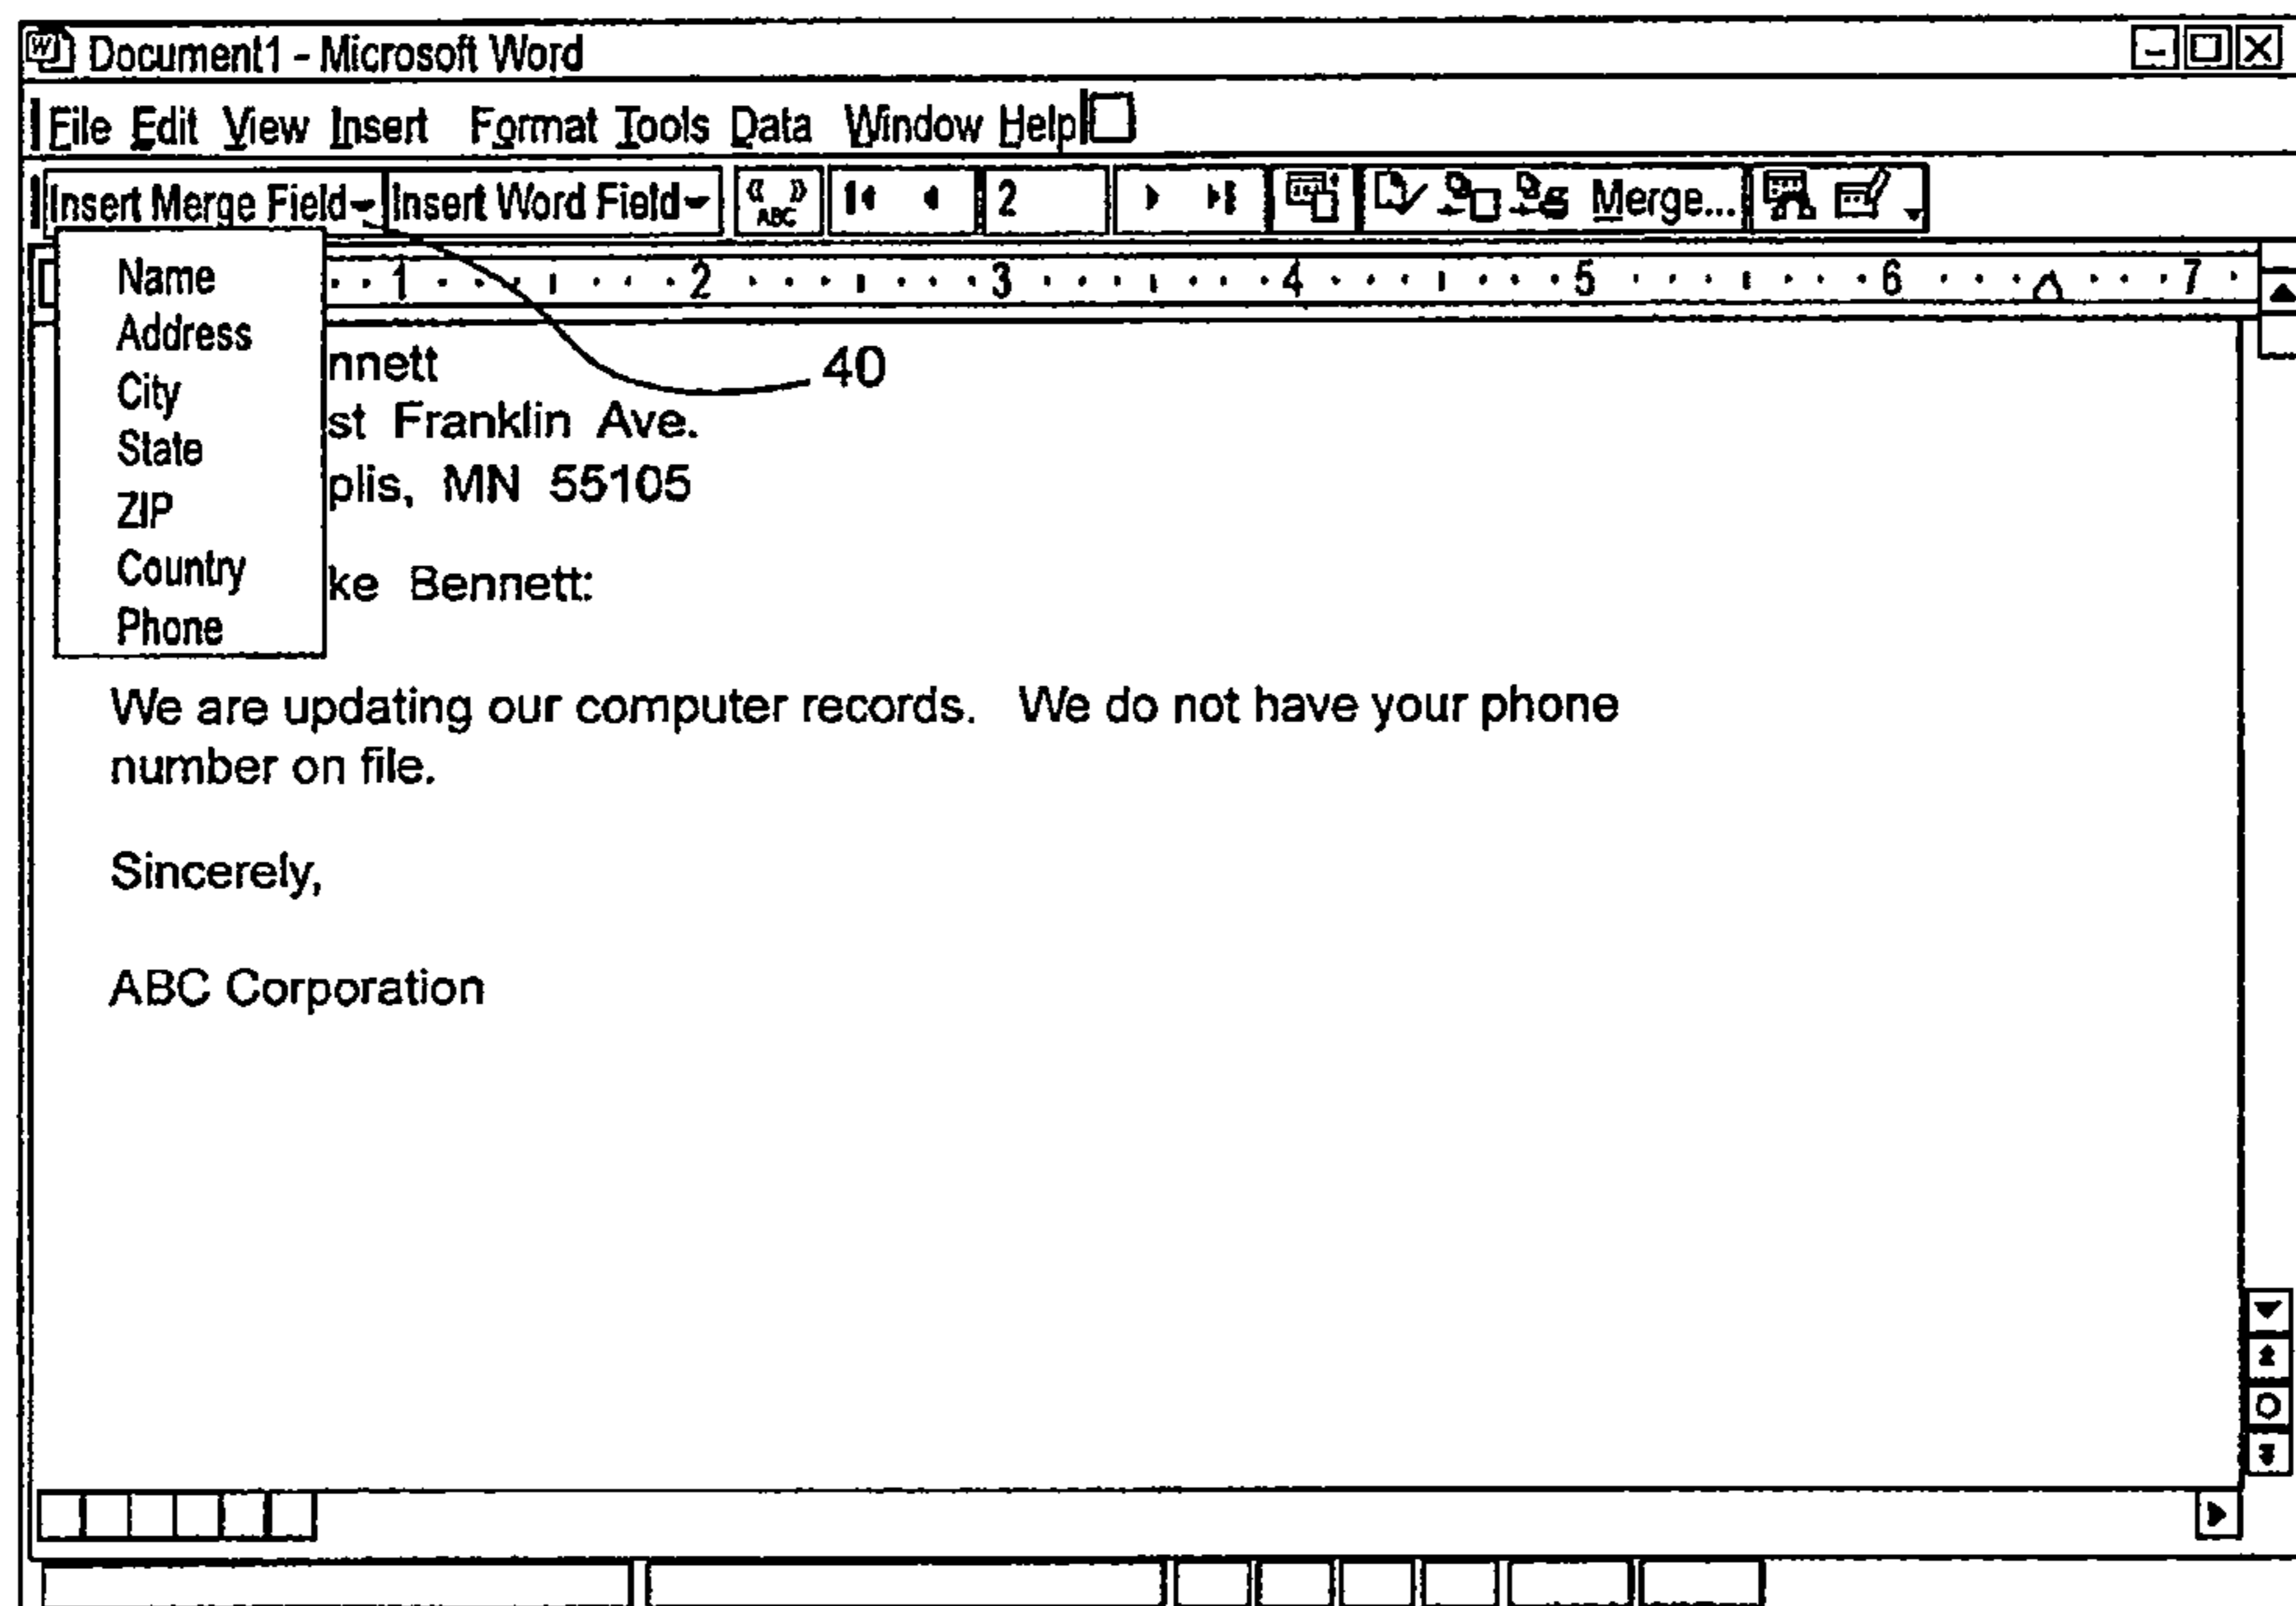 Document1 - Microsoft Word
File Edit View Insert Format Tools Data Window Help
Insert Merge Field Insert Word Field « » ABC 2 Merge...
1 2 3 4 5 6 7
Name
Address
City
State
ZIP
Country
Phone
nnett
40
st Franklin Ave.
plis, MN 55105
ke Bennett:
We are updating our computer records. We do not have your phone
number on file.
Sincerely,
ABC Corporation